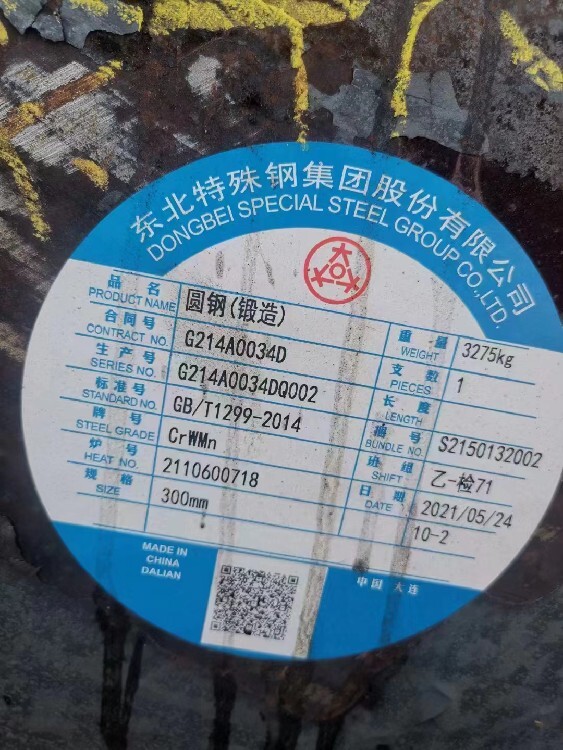 东北特殊钢集团股份有限公司
DONGBEI SPECIAL STEEL GROUP CO.,LTD.
品 名 圆钢(锻造)
PRODUCT NAME
合同号 G214A0034D
CONTRACT NO.
生产号 G214A0034DQ002
SERIES NO.
标准号 GB/T1299-2014
STANDARD NO.
牌号 CrWMn
STEEL GRADE
炉号 2110600718
HEAT NO.
规格 300mm
SIZE
重量 3275kg
WEIGHT
支数 1
PIECES
长度
LENGTH
编号 S2150132002
BUNDLE NO.
班组 乙-检71
SHIFT
日期 2021/05/24
DATE
10-2
MADE IN
CHINA
DALIAN
中国 大连